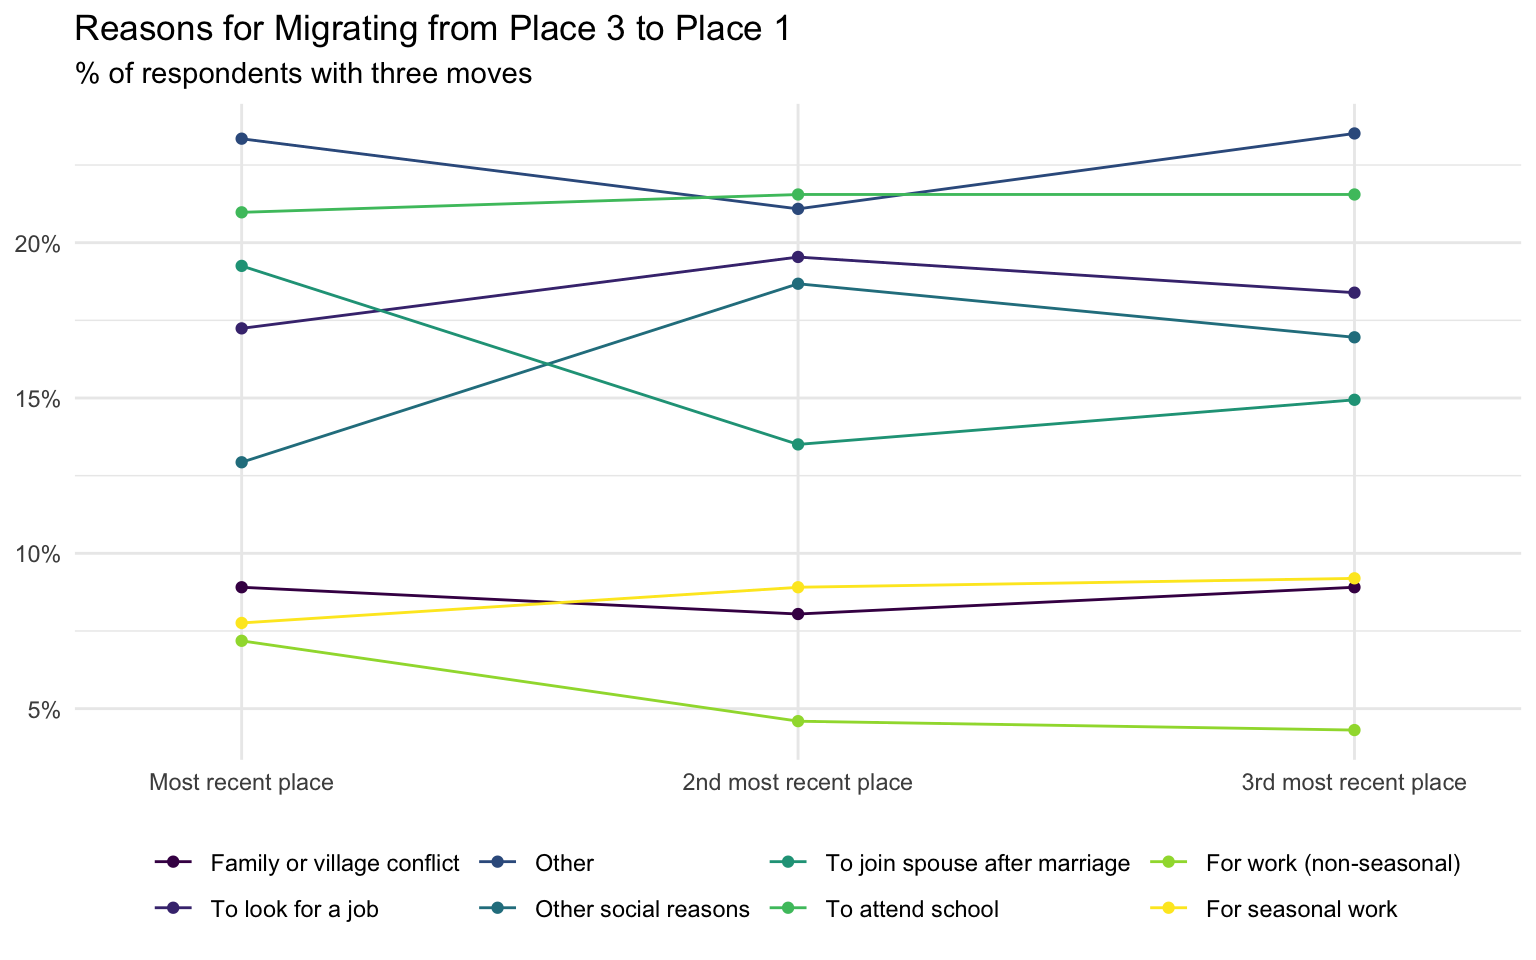 Reasons for Migrating from Place 3 to Place 1
% of respondents with three moves
20%
15%
10%
5%
Most recent place 2nd most recent place 3rd most recent place
Family or village conflict Other To join spouse after marriage For work (non-seasonal)
To look for a job Other social reasons To attend school For seasonal work